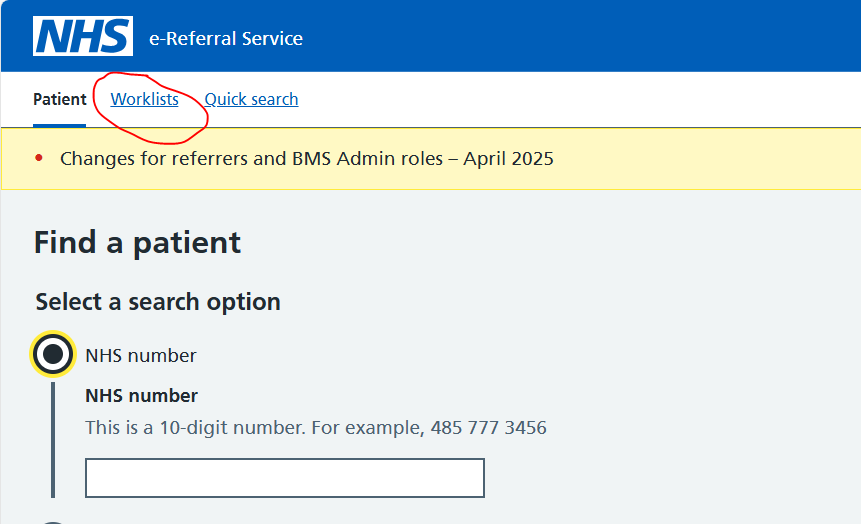 NHS e-Referral Service
Patient Worklists Quick search
Changes for referrers and BMS Admin roles – April 2025
Find a patient
Select a search option
NHS number
NHS number
This is a 10-digit number. For example, 485 777 3456